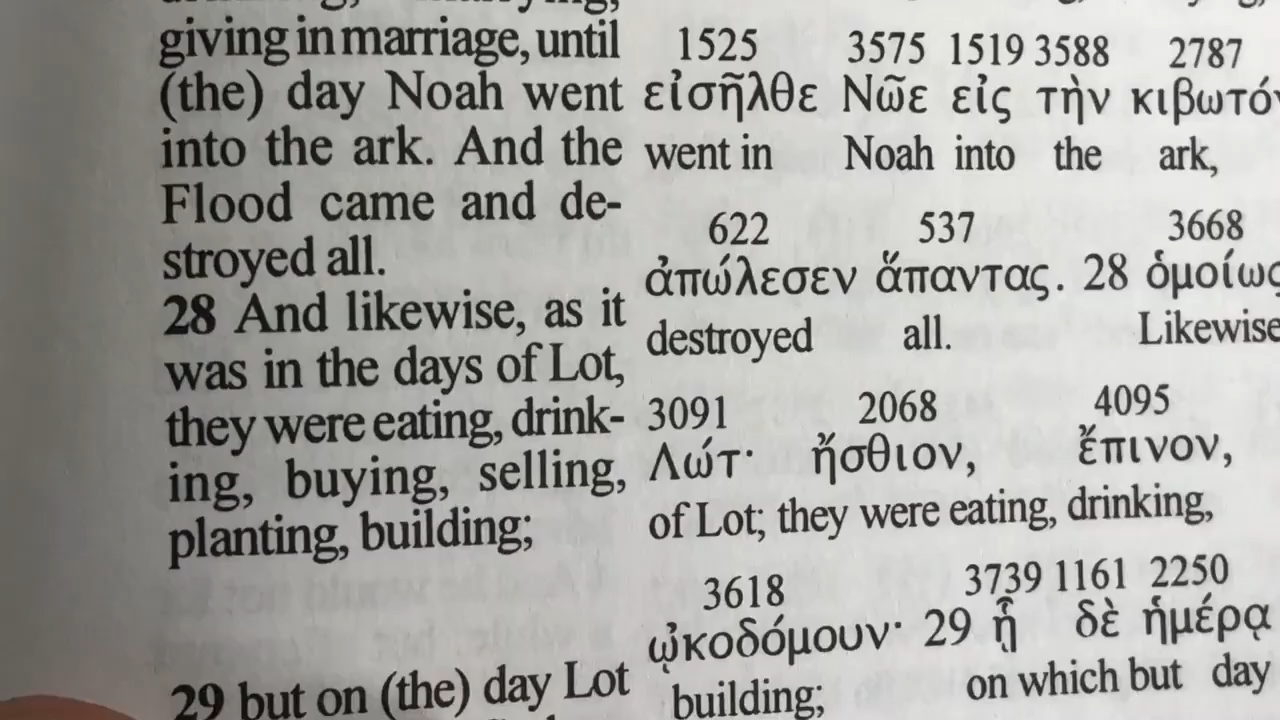 giving in marriage, until
(the) day Noah went
into the ark. And the
Flood came and de-
stroyed all.
28 And likewise, as it
was in the days of Lot,
they were eating, drink-
ing, buying, selling,
planting, building;
29 but on (the) day Lot
1525 3575 1519 3588 2787
εἰσῆλθε Νῶε εἰς τὴν
went in Noah into the ark,
622 537 3668
ἀπώλεσεν ἅπαντας. 28 ὁμοίως
destroyed all. Likewise
3091 2068 4095
Λώτ· ἤσθιον, ἔπινον,
of Lot; they were eating, drinking,
3618 3739 1161 2250
ᾠκοδόμουν· 29 ᾗ δὲ ἡμέρᾳ
building; on which but day